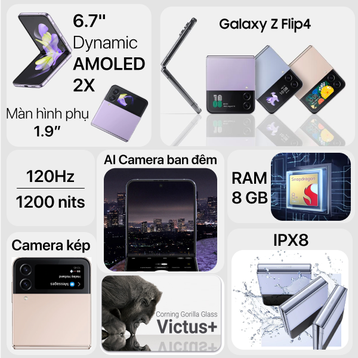 6.7"
Dynamic
AMOLED
2X
Màn hình phụ
1.9"
Galaxy Z Flip4
120Hz
1200 nits
AI Camera ban đêm
RAM
8 GB
Snapdragon
Camera kép
IPX8
Corning Gorilla Glass
Victus+